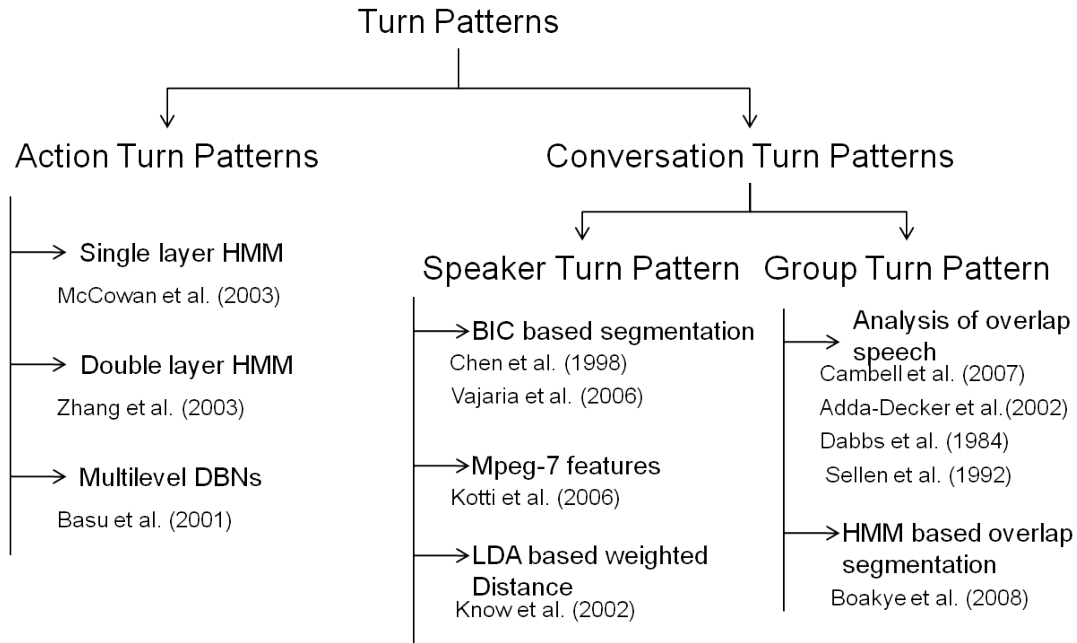 Turn Patterns
Action Turn Patterns
Single layer HMM
McCowan et al. (2003)
Double layer HMM
Zhang et al. (2003)
Multilevel DBNs
Basu et al. (2001)
Conversation Turn Patterns
Speaker Turn Pattern
BIC based segmentation
Chen et al. (1998)
Vajaria et al. (2006)
Mpeg-7 features
Kotti et al. (2006)
LDA based weighted
Distance
Know et al. (2002)
Group Turn Pattern
Analysis of overlap
speech
Cambell et al. (2007)
Adda-Decker et al.(2002)
Dabbs et al. (1984)
Sellen et al. (1992)
HMM based overlap
segmentation
Boakye et al. (2008)